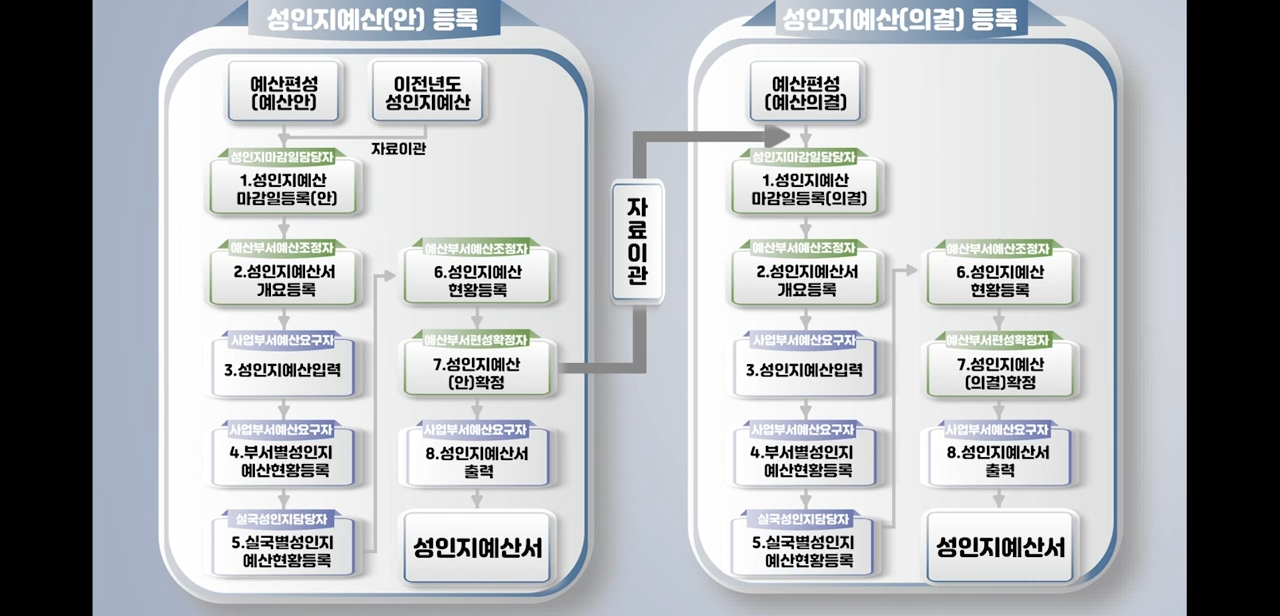 성인지예산(안) 등록
예산편성
(예산안)
이전년도
성인지예산
자료이관
성인지마감일담당자
1.성인지예산
마감일등록(안)
예산부서예산조정자
2.성인지예산서
개요등록
사업부서예산요구자
3.성인지예산입력
사업부서예산요구자
4.부서별성인지
예산현황등록
실국성인지담당자
5.실국별성인지
예산현황등록
예산부서예산조정자
6.성인지예산
현황등록
예산부서편성확정자
7.성인지예산
(안)확정
사업부서예산요구자
8.성인지예산서
출력
성인지예산서
자
료
이
관
성인지예산(의결) 등록
예산편성
(예산의결)
성인지마감일담당자
1.성인지예산
마감일등록(의결)
예산부서예산조정자
2.성인지예산서
개요등록
사업부서예산요구자
3.성인지예산입력
사업부서예산요구자
4.부서별성인지
예산현황등록
실국성인지담당자
5.실국별성인지
예산현황등록
예산부서예산조정자
6.성인지예산
현황등록
예산부서편성확정자
7.성인지예산
(의결)확정
사업부서예산요구자
8.성인지예산서
출력
성인지예산서